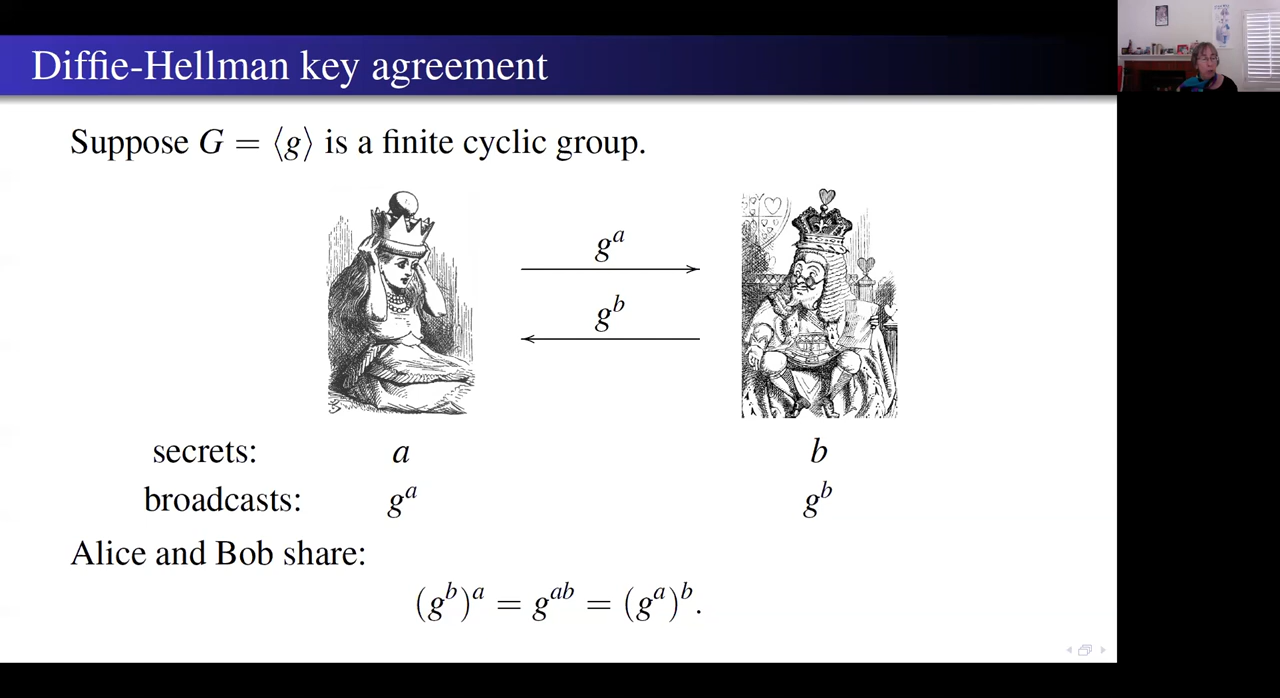 Diffie-Hellman key agreement
Suppose G = ⟨g⟩ is a finite cyclic group.
g^a
g^b
secrets: a b
broadcasts: g^a g^b
Alice and Bob share:
(g^b)^a = g^{ab} = (g^a)^b.